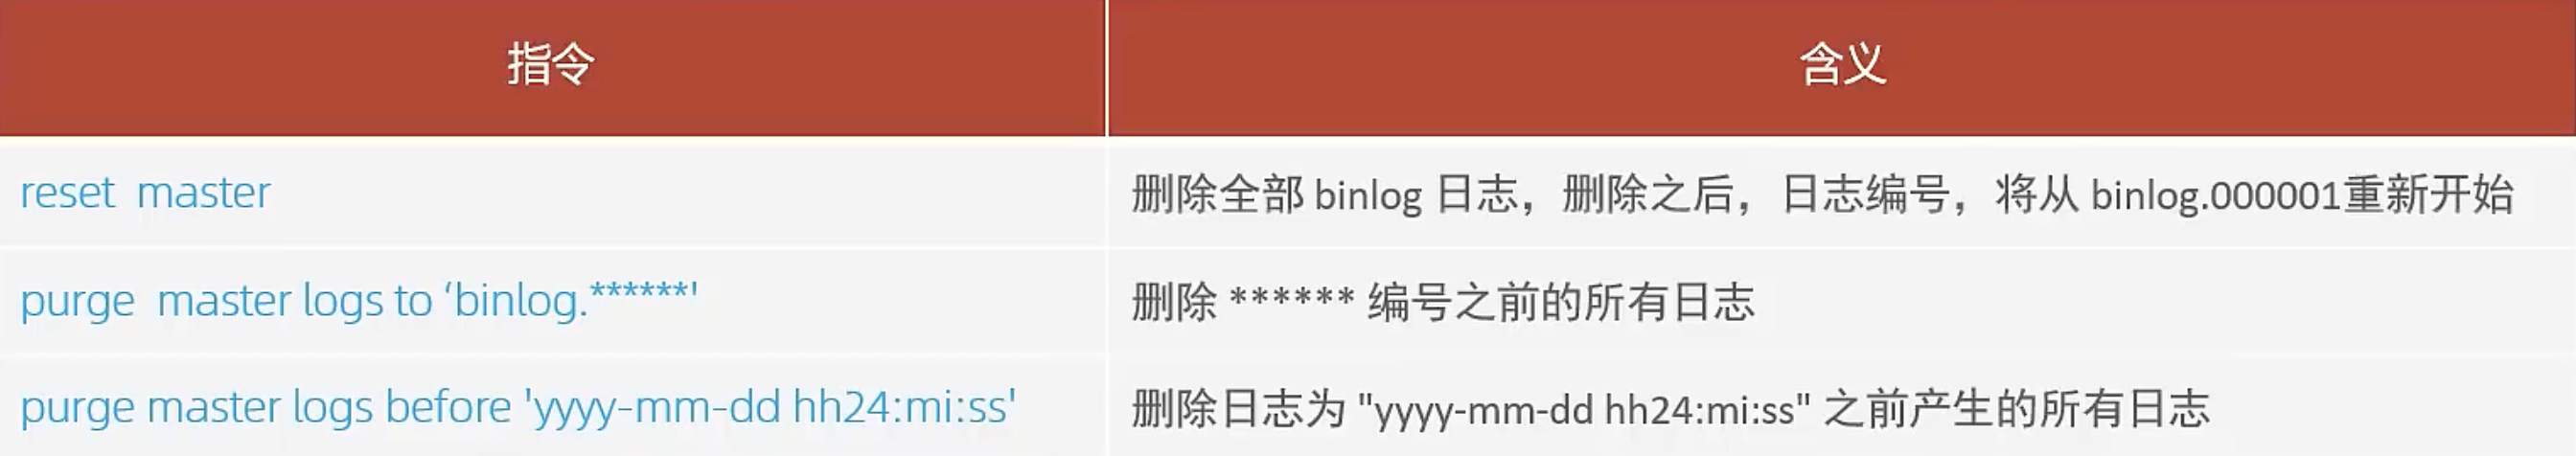 指令
含义
reset  master
删除全部 binlog 日志，删除之后，日志编号，将从 binlog.000001重新开始
purge  master logs to ‘binlog.******'
删除 ****** 编号之前的所有日志
purge master logs before 'yyyy-mm-dd hh24:mi:ss'
删除日志为 "yyyy-mm-dd hh24:mi:ss" 之前产生的所有日志